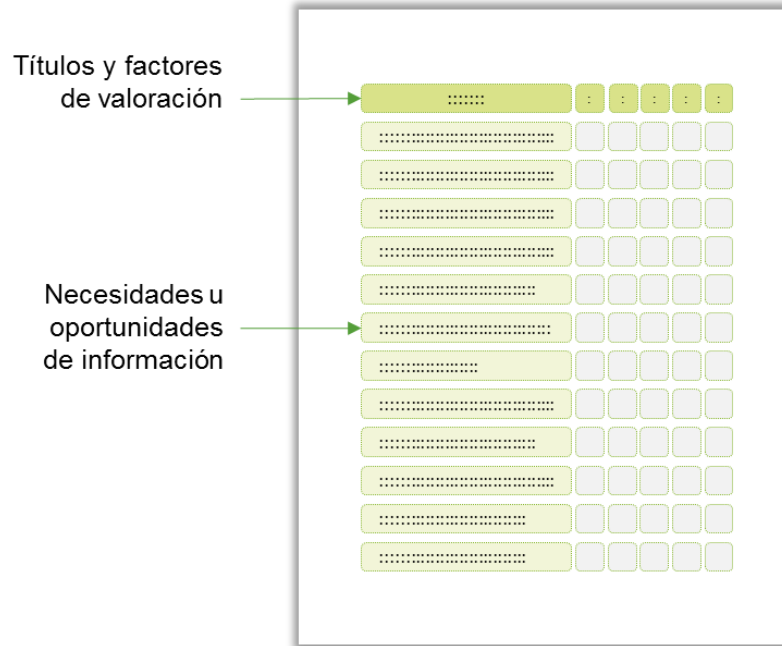 Títulos y factores
de valoración
Necesidades u
oportunidades
de información